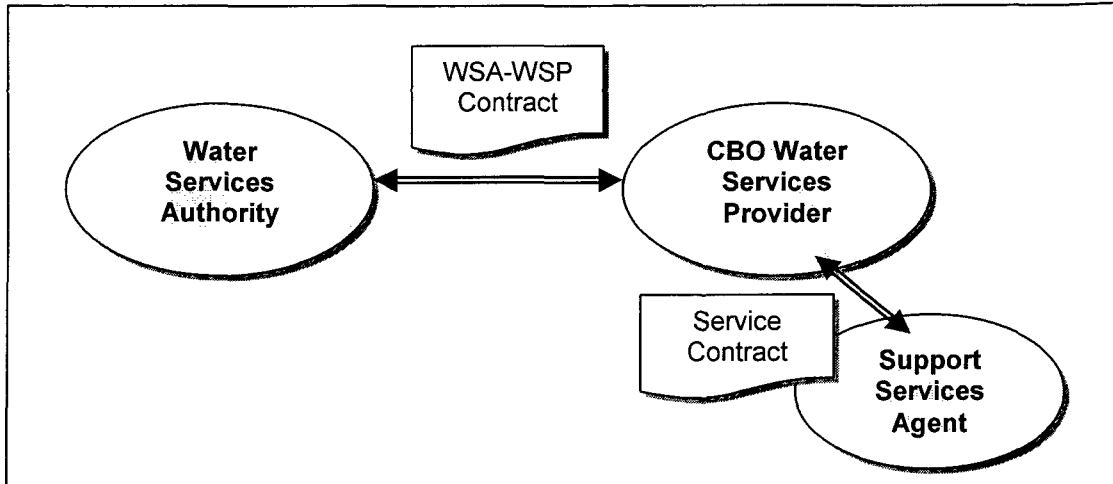 WSA-WSP
Contract
Water
Services
Authority
CBO Water
Services
Provider
Service
Contract
Support
Services
Agent